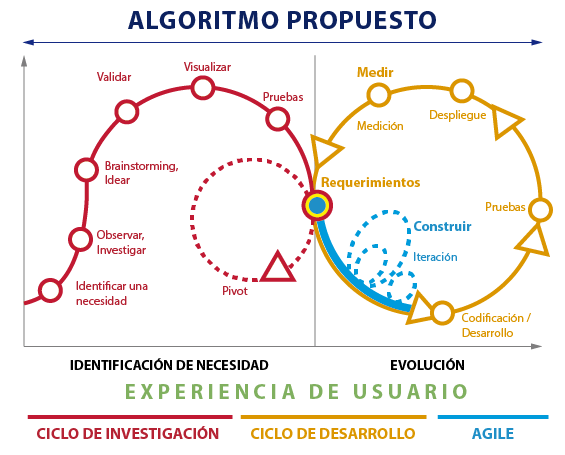 ALGORITMO PROPUESTO
Visualizar
Validar
Pruebas
Brainstorming,
Idear
Observar,
Investigar
Identificar una
necesidad
Pivot
Medir
Medición
Despliegue
Requerimientos
Pruebas
Construir
Iteración
Codificación /
Desarrollo
IDENTIFICACIÓN DE NECESIDAD
EVOLUCIÓN
EXPERIENCIA DE USUARIO
CICLO DE INVESTIGACIÓN
CICLO DE DESARROLLO
AGILE